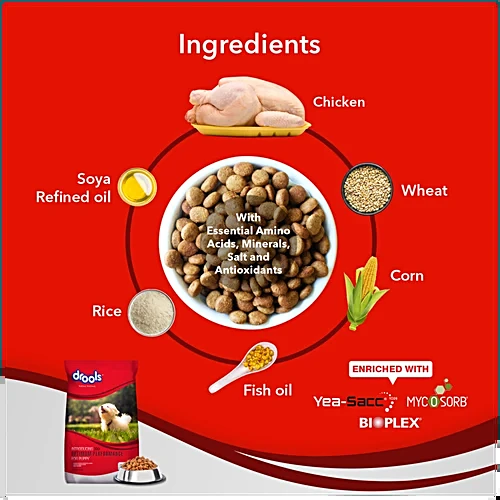 Ingredients
Chicken
Soya
Refined oil
Wheat
With
Essential Amino
Acids, Minerals,
Salt and
Antioxidants
Corn
Rice
Fish oil
ENRICHED WITH
Yea-Sacc
MYCOSORB
BIOPLEX
drools
INTRODUCING